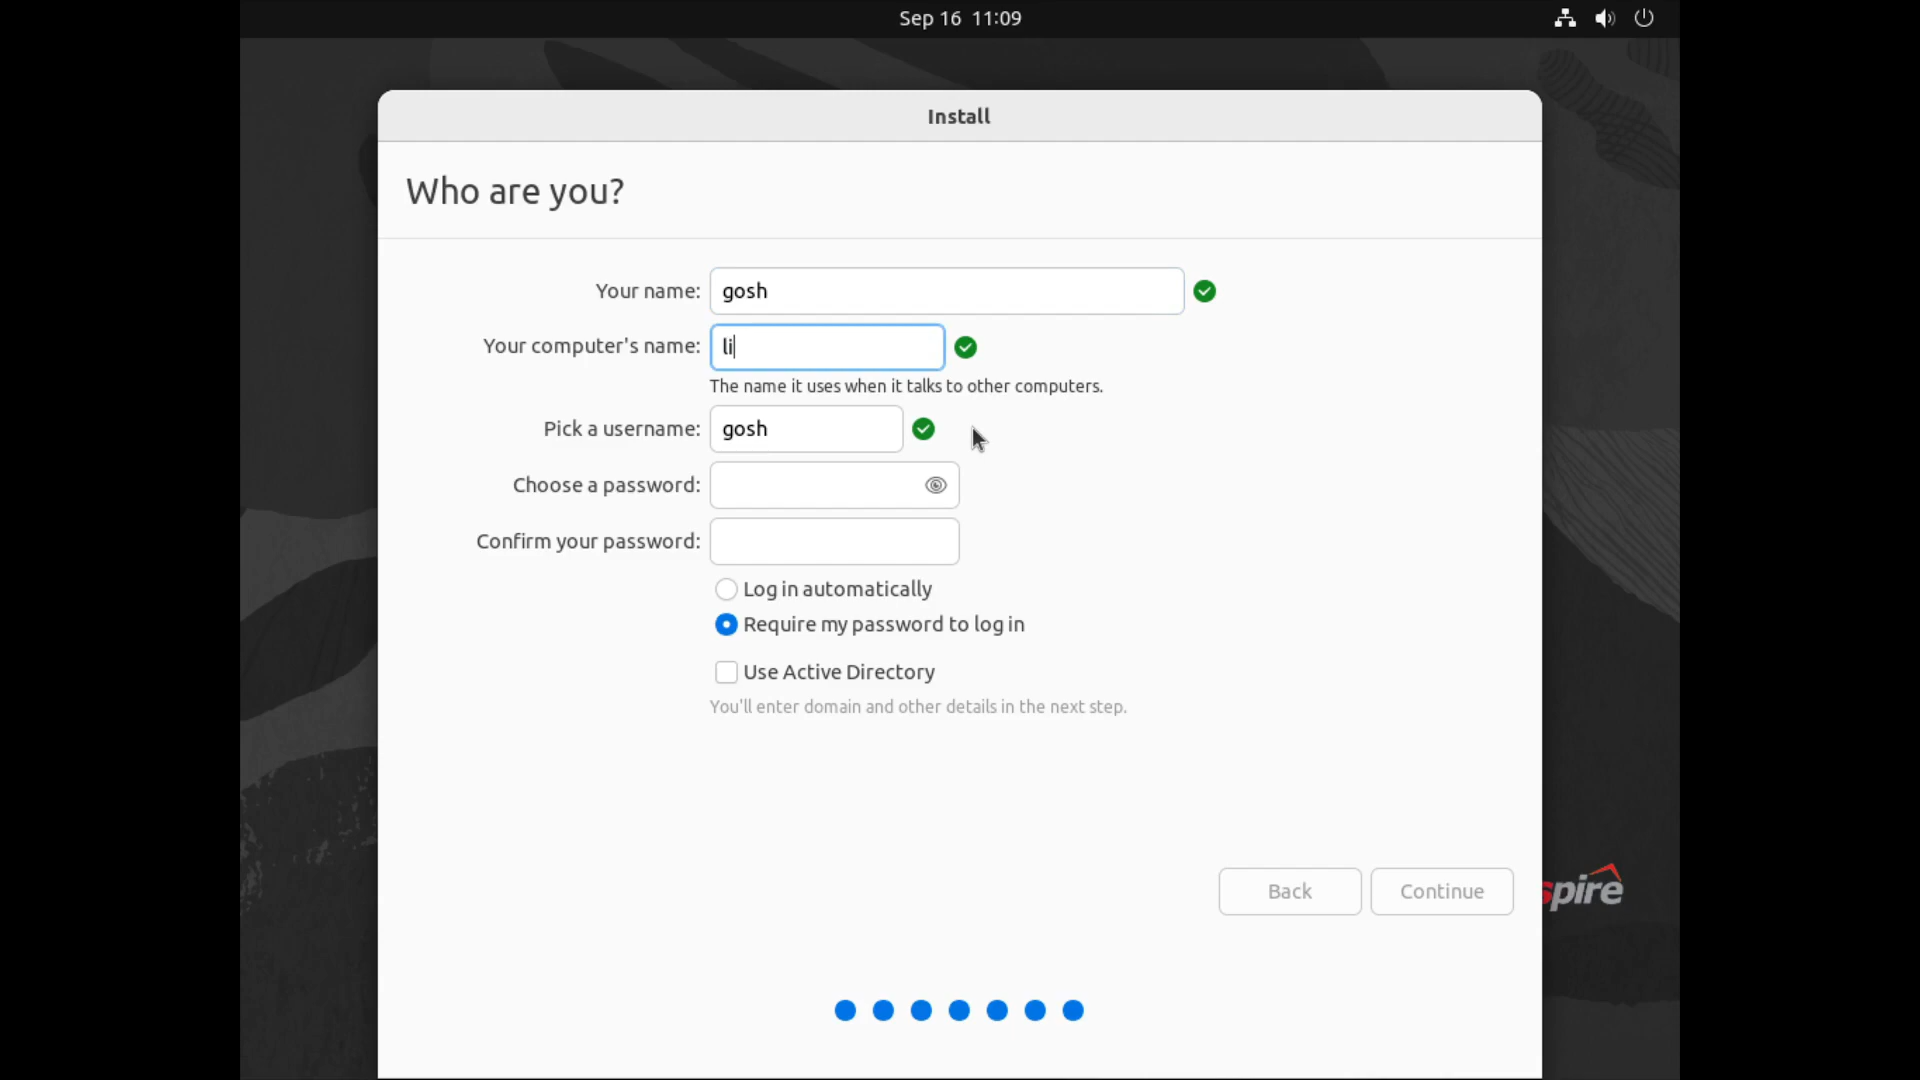 Sep 16 11:09
Install
Who are you?
Your name: gosh
Your computer's name: li
The name it uses when it talks to other computers.
Pick a username: gosh
Choose a password:
Confirm your password:
Log in automatically
Require my password to log in
Use Active Directory
You'll enter domain and other details in the next step.
Back Continue
spire